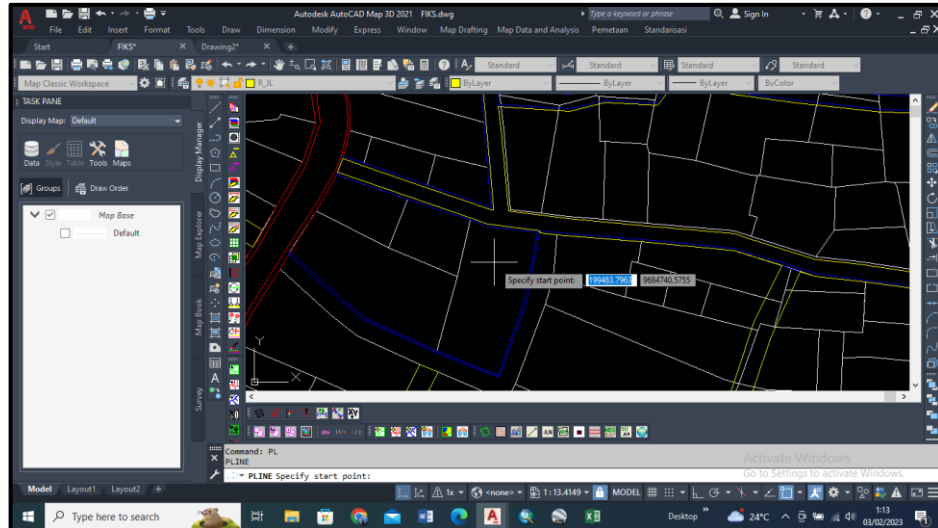 Autodesk AutoCAD Map 3D 2021 FIKS.dwg
Type a keyword or phrase
Sign In
File Edit Insert Format Tools Draw Dimension Modify Express Window Map Drafting Map Data and Analysis Pemetaan Standarisasi
Start FIKS* Drawing2*
Standard Standard Standard Standard
Map Classic Workspace R_JL ByLayer ByLayer ByLayer ByColor
TASK PANE
Display Map: Default
Data Style Table Tools Maps
Groups Draw Order
Map Base
Default
Display Manager
Map Explorer
Map Book
Survey
Specify start point: 199483.7963 9684740.5755
Y
X
Command: PL
PLINE
PLINE Specify start point:
Activate Windows
Go to Settings to activate Windows.
Model Layout1 Layout2 +
1x <none> 1:13.4149 MODEL
Type here to search
Desktop 24°C 1:13
03/02/2023